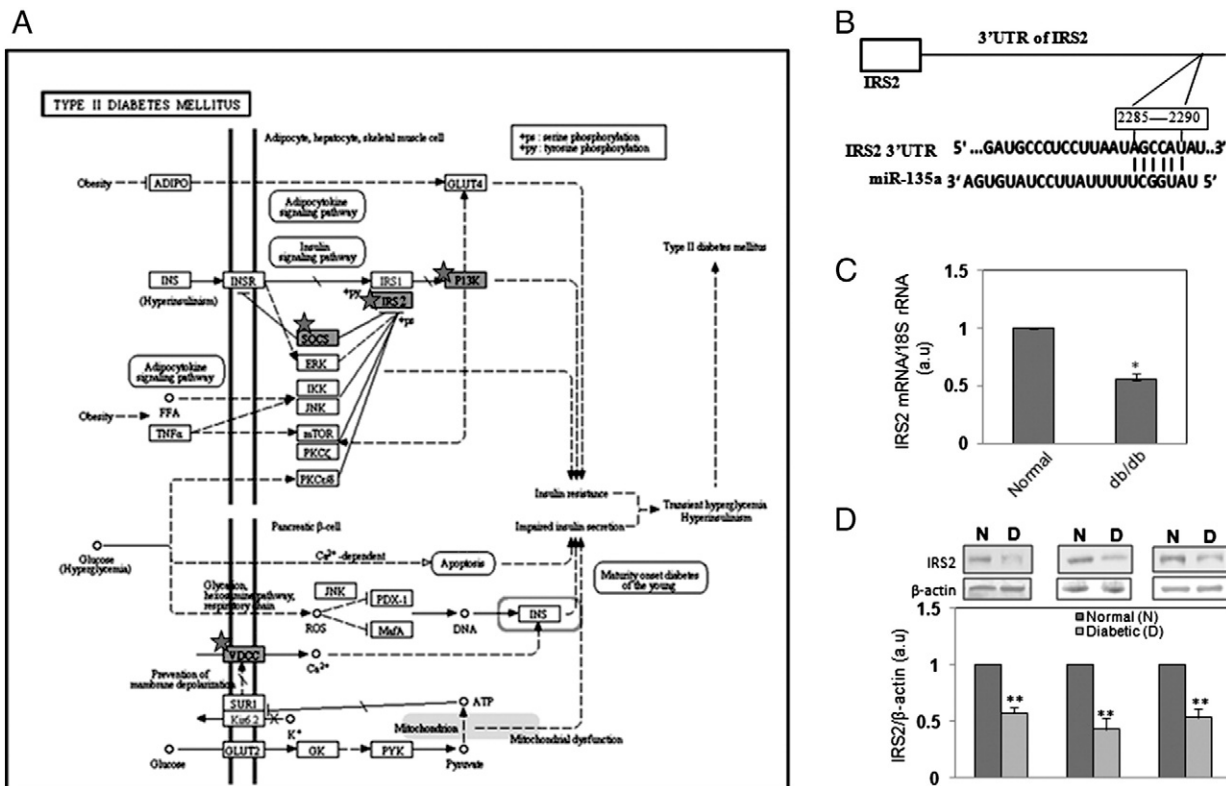 A
TYPE II DIABETES MELLITUS
Adipocyte, hepatocyte, skeletal muscle cell
+ps : serine phosphorylation
+py : tyrosine phosphorylation
Obesity
ADIPO
GLUT4
Adipocytokine
signaling pathway
Insulin
signaling pathway
Type II diabetes mellitus
INS
INSR
IRS1
P13K
(Hyperinsulinism)
+py
IRS2
+ps
SOCS
ERK
Adipocytokine
signaling pathway
IKK
JNK
FFA
Obesity
TNFα
mTOR
PKCζ
Insulin resistance
Transient hyperglycemia
Hyperinsulinism
Impaired insulin secretion
Pancreatic β-cell
Glucose
(Hyperglycemia)
Ca2+ -dependent
Apoptosis
Maturity onset diabetes
of the young
Glycation,
hexosamine pathway,
respiratory chain
JNK
PDX-1
ROS
MafA
DNA
INS
VDCC
Ca2+
Prevention of
membrane depolarization
SUR1
Kir6.2
K+
ATP
Mitochondrion
Mitochondrial dysfunction
Glucose
GLUT2
GK
PYK
Pyruvate
B
3'UTR of IRS2
IRS2
2285—2290
IRS2 3'UTR 5' ...GAUGCCCUCCUUAAUAGCCAUAU..3'
miR-135a 3' AGUGUAUCCUUAUUUUUCGGUAU 5'
C
IRS2 mRNA/18S rRNA
(a.u)
1.5
1
0.5
0
*
Normal
db/db
D
N D N D N D
IRS2
β-actin
IRS2/β-actin (a.u)
1.5
1
0.5
0
Normal (N)
Diabetic (D)
** ** **